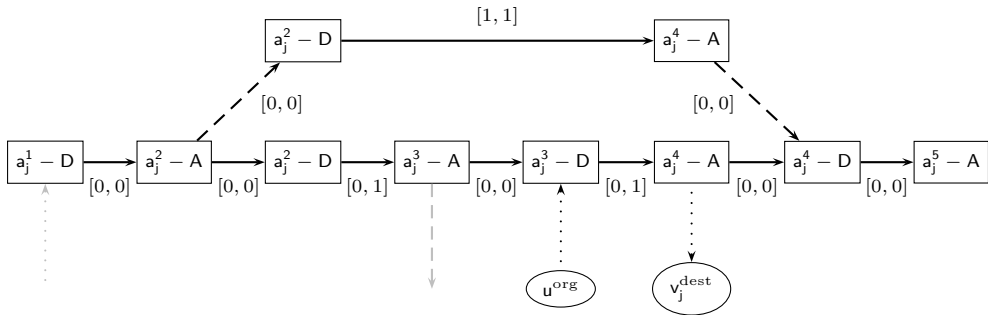 [1, 1]
a_j^2 − D
a_j^4 − A
[0, 0]
[0, 0]
a_j^1 − D
a_j^2 − A
a_j^2 − D
a_j^3 − A
a_j^3 − D
a_j^4 − A
a_j^4 − D
a_j^5 − A
[0, 0]
[0, 0]
[0, 1]
[0, 0]
[0, 1]
[0, 0]
[0, 0]
u^org
v_j^dest